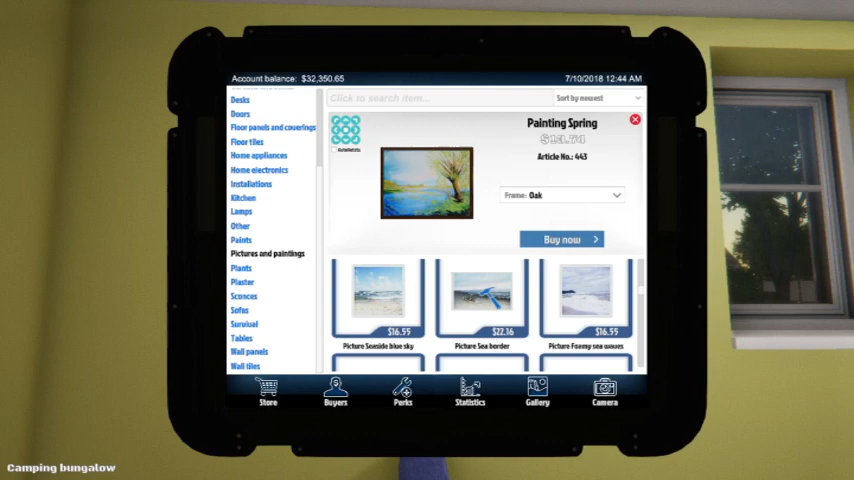 Account balance: $32,350.65
7/10/2018 12:44 AM
Desks
Doors
Floor panels and coverings
Floor tiles
Home appliances
Home electronics
Installations
Kitchen
Lamps
Other
Paints
Pictures and paintings
Plants
Plaster
Sconces
Sofas
Survival
Tables
Wall panels
Wall tiles
Click to search item...
Sort by newest
Painting Spring
$13.74
Article No.: 443
Frame: Oak
Buy now
$16.55
$22.16
$16.55
Picture Seaside blue sky
Picture Sea border
Picture Foamy sea waves
Store
Buyers
Perks
Statistics
Gallery
Camera
Camping bungalow